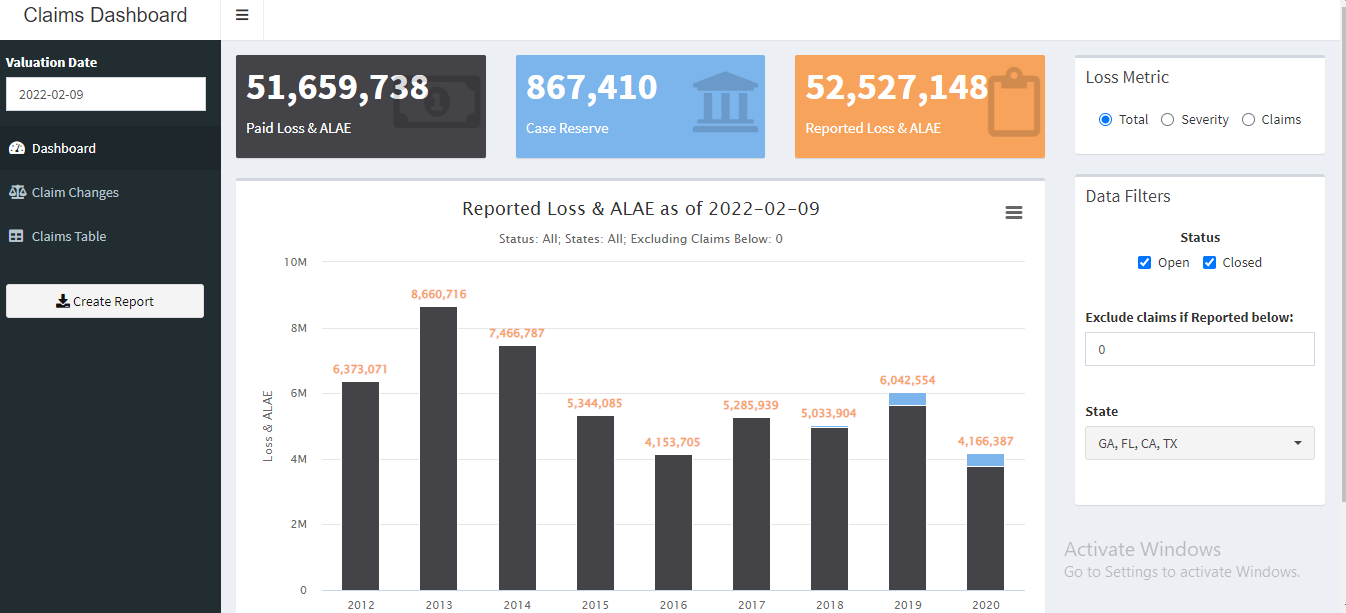 Claims Dashboard
Valuation Date
2022-02-09
Dashboard
Claim Changes
Claims Table
Create Report
51,659,738
Paid Loss & ALAE
1
867,410
Case Reserve
52,527,148
Reported Loss & ALAE
Reported Loss & ALAE as of 2022-02-09
Status: All; States: All; Excluding Claims Below: 0
Loss & ALAE
10M
8M
6M
4M
2M
0
6,373,071
8,660,716
7,466,787
5,344,085
4,153,705
5,285,939
5,033,904
6,042,554
4,166,387
2012 2013 2014 2015 2016 2017 2018 2019 2020
Loss Metric
Total Severity Claims
Data Filters
Status
Open Closed
Exclude claims if Reported below:
0
State
GA, FL, CA, TX
Activate Windows
Go to Settings to activate Windows.